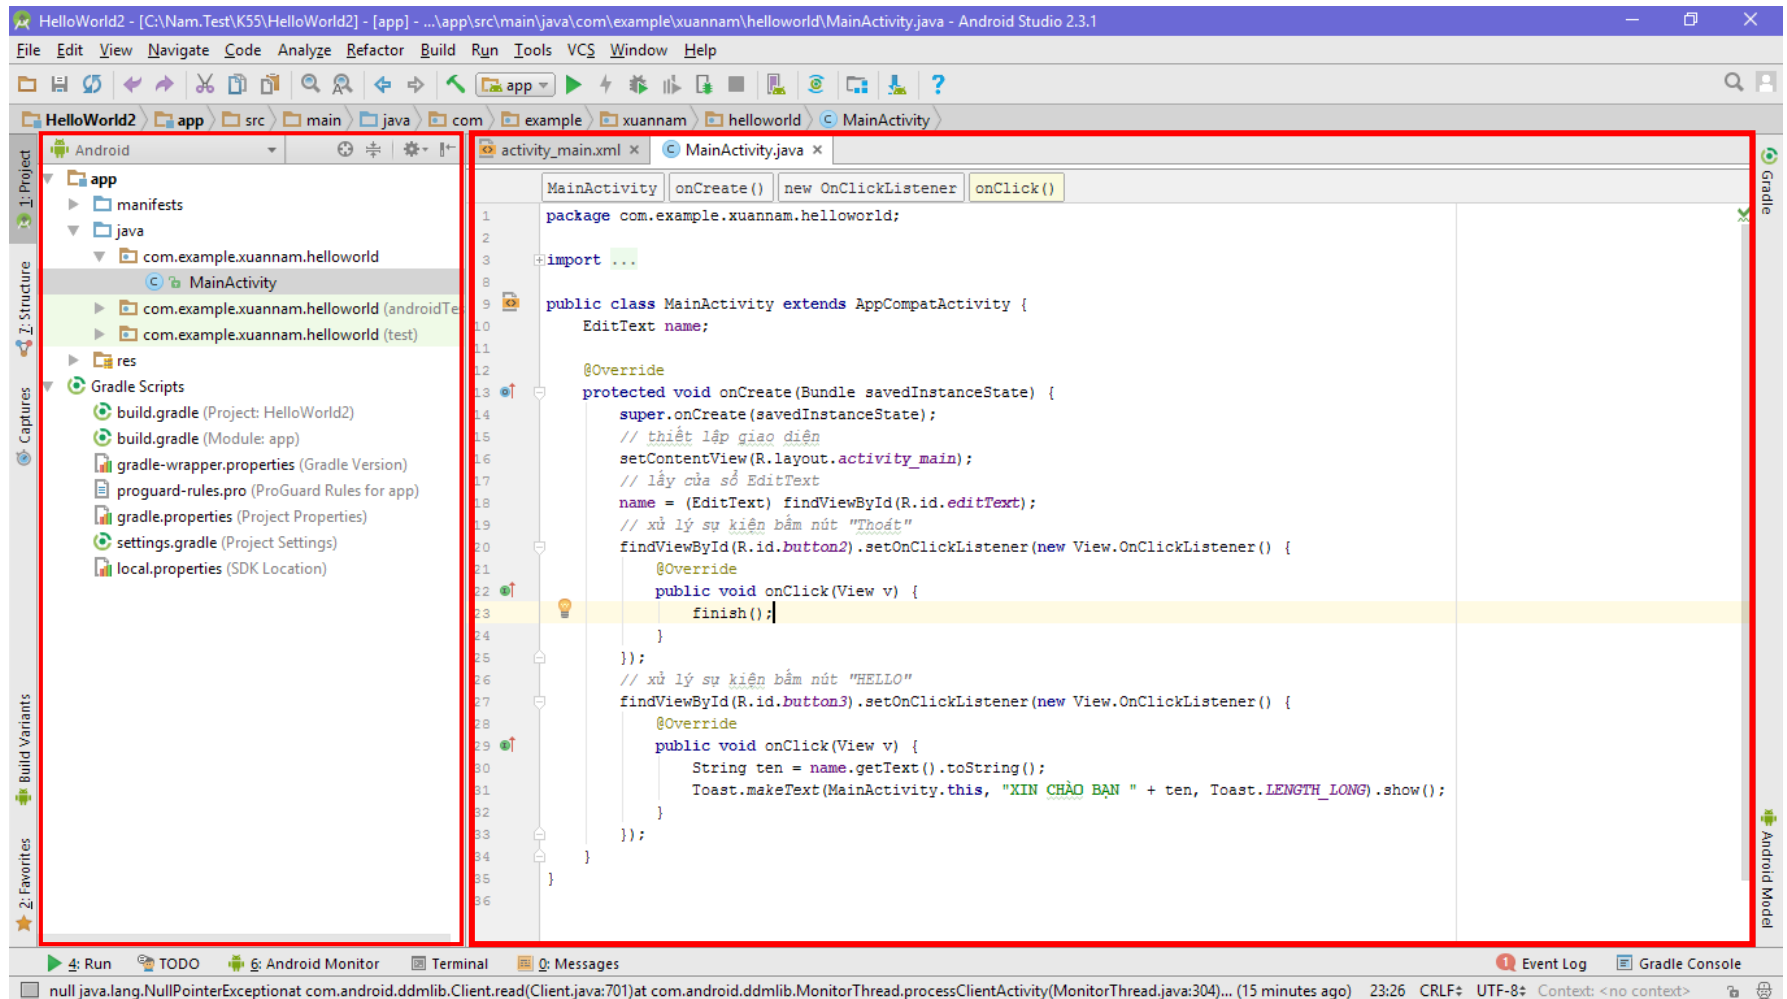 HelloWorld2 - [C:\Nam.Test\K55\HelloWorld2] - [app] - ...\app\src\main\java\com\example\xuannam\helloworld\MainActivity.java - Android Studio 2.3.1
File Edit View Navigate Code Analyze Refactor Build Run Tools VCS Window Help
app
HelloWorld2 app src main java com example xuannam helloworld MainActivity
Android
activity_main.xml MainActivity.java
1: Project
7: Structure
Captures
Build Variants
2: Favorites
app
manifests
java
com.example.xuannam.helloworld
MainActivity
com.example.xuannam.helloworld (androidTes
com.example.xuannam.helloworld (test)
res
Gradle Scripts
build.gradle (Project: HelloWorld2)
build.gradle (Module: app)
gradle-wrapper.properties (Gradle Version)
proguard-rules.pro (ProGuard Rules for app)
gradle.properties (Project Properties)
settings.gradle (Project Settings)
local.properties (SDK Location)
MainActivity onCreate() new OnClickListener onClick()
1 package com.example.xuannam.helloworld;
2
3 import ...
8
9 public class MainActivity extends AppCompatActivity {
10 EditText name;
11
12 @Override
13 protected void onCreate(Bundle savedInstanceState) {
14 super.onCreate(savedInstanceState);
15 // thiết lập giao diện
16 setContentView(R.layout.activity_main);
17 // lấy của sổ EditText
18 name = (EditText) findViewById(R.id.editText);
19 // xử lý sự kiện bấm nút "Thoát"
20 findViewById(R.id.button2).setOnClickListener(new View.OnClickListener() {
21 @Override
22 public void onClick(View v) {
23 finish();
24 }
25 });
26 // xử lý sự kiện bấm nút "HELLO"
27 findViewById(R.id.button3).setOnClickListener(new View.OnClickListener() {
28 @Override
29 public void onClick(View v) {
30 String ten = name.getText().toString();
31 Toast.makeText(MainActivity.this, "XIN CHÀO BẠN " + ten, Toast.LENGTH_LONG).show();
32 }
33 });
34 }
35 }
36
Gradle
Android Model
4: Run TODO 6: Android Monitor Terminal 0: Messages 1 Event Log Gradle Console
null java.lang.NullPointerExceptionat com.android.ddmlib.Client.read(Client.java:701)at com.android.ddmlib.MonitorThread.processClientActivity(MonitorThread.java:304)... (15 minutes ago) 23:26 CRLF UTF-8 Context: <no context>